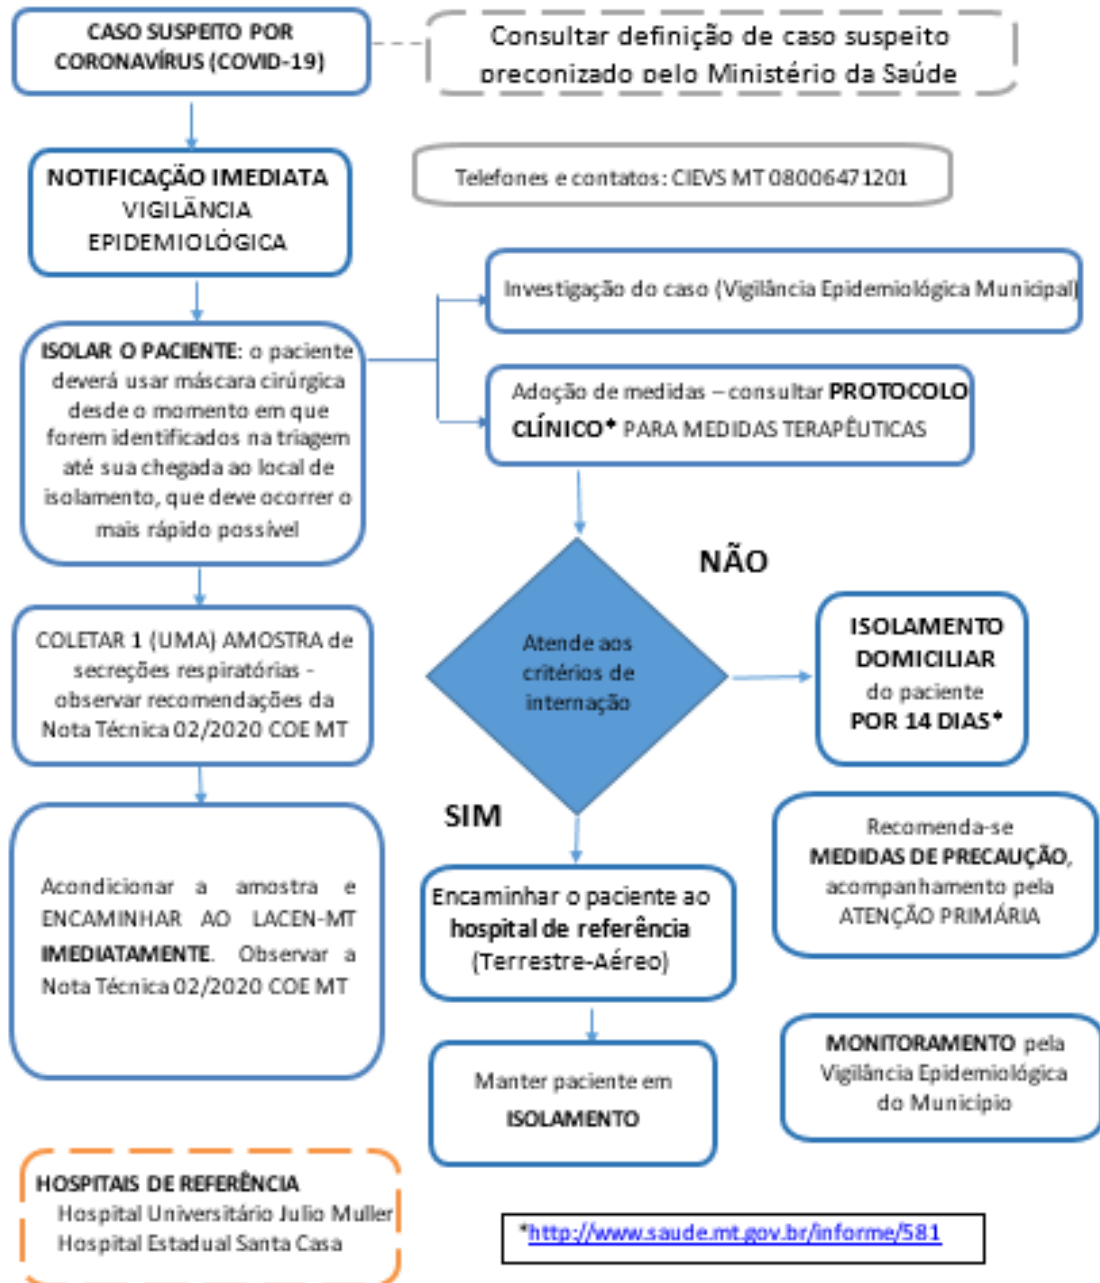 CASO SUSPEITO POR
CORONAVÍRUS (COVID-19)
Consultar definição de caso suspeito
preconizado pelo Ministério da Saúde
NOTIFICAÇÃO IMEDIATA
VIGILÂNCIA
EPIDEMIOLÓGICA
Telefones e contatos: CIEVS MT 08006471201
Investigação do caso (Vigilância Epidemiológica Municipal)
ISOLAR O PACIENTE: o paciente
deverá usar máscara cirúrgica
desde o momento em que
forem identificados na triagem
até sua chegada ao local de
isolamento, que deve ocorrer o
mais rápido possível
Adoção de medidas – consultar PROTOCOLO
CLÍNICO* PARA MEDIDAS TERAPÊUTICAS
NÃO
Atende aos
critérios de
internação
ISOLAMENTO
DOMICILIAR
do paciente
POR 14 DIAS*
COLETAR 1 (UMA) AMOSTRA de
secreções respiratórias -
observar recomendações da
Nota Técnica 02/2020 COE MT
SIM
Recomenda-se
MEDIDAS DE PRECAUÇÃO,
acompanhamento pela
ATENÇÃO PRIMÁRIA
Acondicionar a amostra e
ENCAMINHAR AO LACEN-MT
IMEDIATAMENTE. Observar a
Nota Técnica 02/2020 COE MT
Encaminhar o paciente ao
hospital de referência
(Terrestre-Aéreo)
Manter paciente em
ISOLAMENTO
MONITORAMENTO pela
Vigilância Epidemiológica
do Município
HOSPITAIS DE REFERÊNCIA
Hospital Universitário Julio Muller
Hospital Estadual Santa Casa
*http://www.saude.mt.gov.br/informe/581